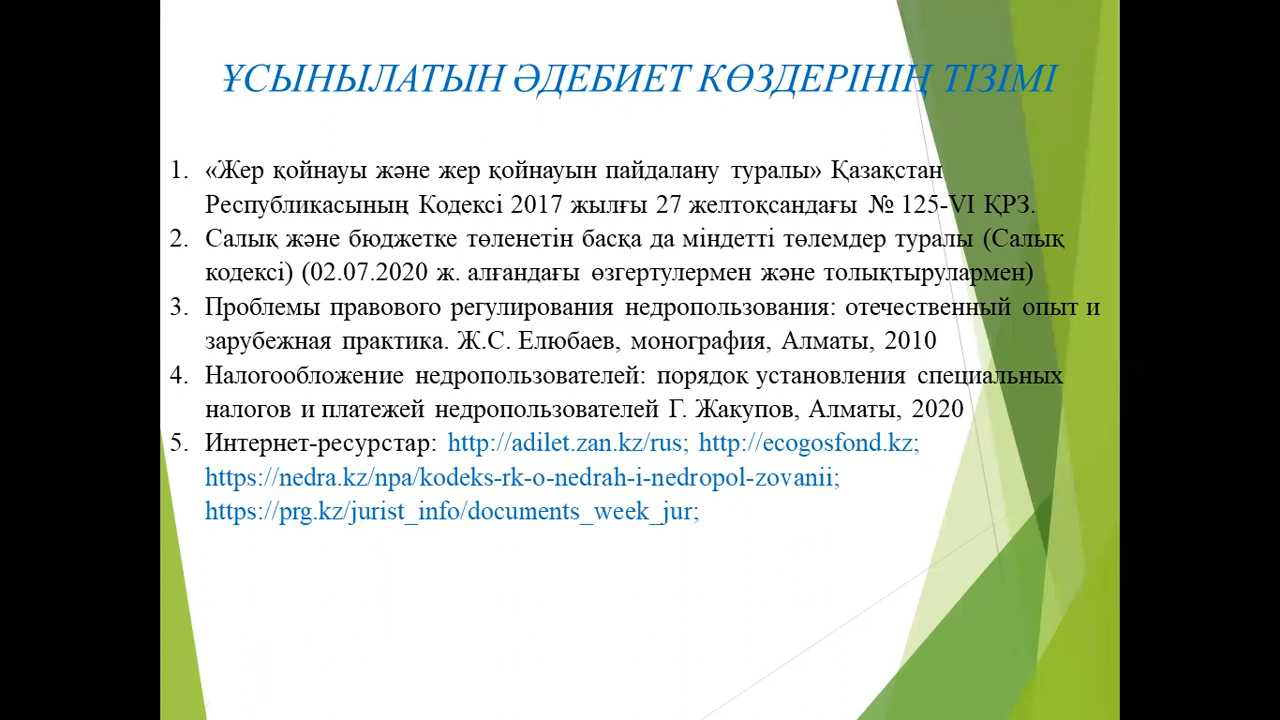 ҰСЫНЫЛАТЫН ӘДЕБИЕТ КӨЗДЕРІНІҢ ТІЗІМІ
1. «Жер қойнауы және жер қойнауын пайдалану туралы» Қазақстан
Республикасының Кодексі 2017 жылғы 27 желтоқсандағы № 125-VI ҚРЗ.
2. Салық және бюджетке төленетін басқа да міндетті төлемдер туралы (Салық
кодексі) (02.07.2020 ж. алғандағы өзгертулермен және толықтырулармен)
3. Проблемы правового регулирования недропользования: отечественный опыт и
зарубежная практика. Ж.С. Елюбаев, монография, Алматы, 2010
4. Налогообложение недропользователей: порядок установления специальных
налогов и платежей недропользователей Г. Жакупов, Алматы, 2020
5. Интернет-ресурстар: http://adilet.zan.kz/rus; http://ecogosfond.kz;
https://nedra.kz/npa/kodeks-rk-o-nedrah-i-nedropol-zovanii;
https://prg.kz/jurist_info/documents_week_jur;